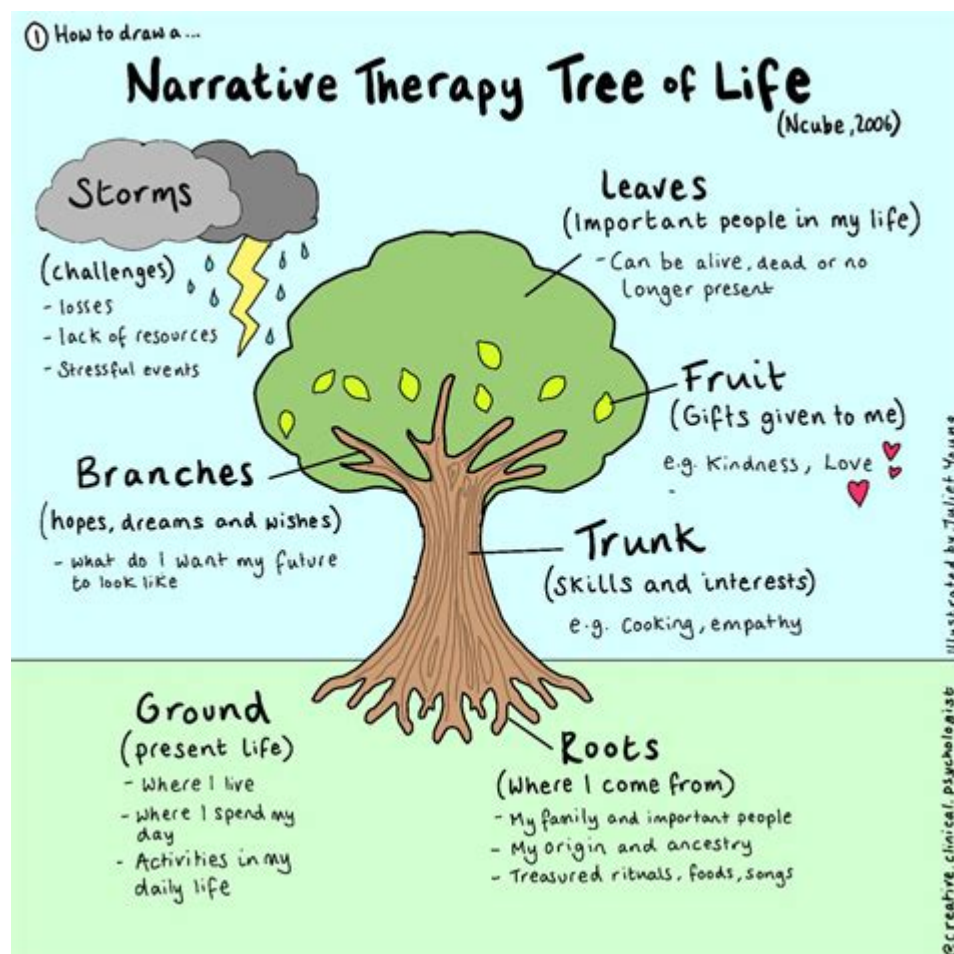 ① How to draw a...
Narrative Therapy Tree of Life
(Ncube, 2006)
Storms
(challenges)
- losses
- lack of resources
- Stressful events
Leaves
(Important people in my life)
- Can be alive, dead or no
longer present
Fruit
(Gifts given to me)
e.g. Kindness, Love
-
Branches
(hopes, dreams and wishes)
- what do I want my future
to look like
Trunk
(Skills and interests)
e.g. Cooking, empathy
Ground
(present life)
- Where I live
- Where I spend my
day
- Activities in my
daily life
Roots
(Where I come from)
- My family and important people
- My origin and ancestry
- Treasured rituals, foods, songs
@creative.clinical.psychologist Illustrated by Juliet Young